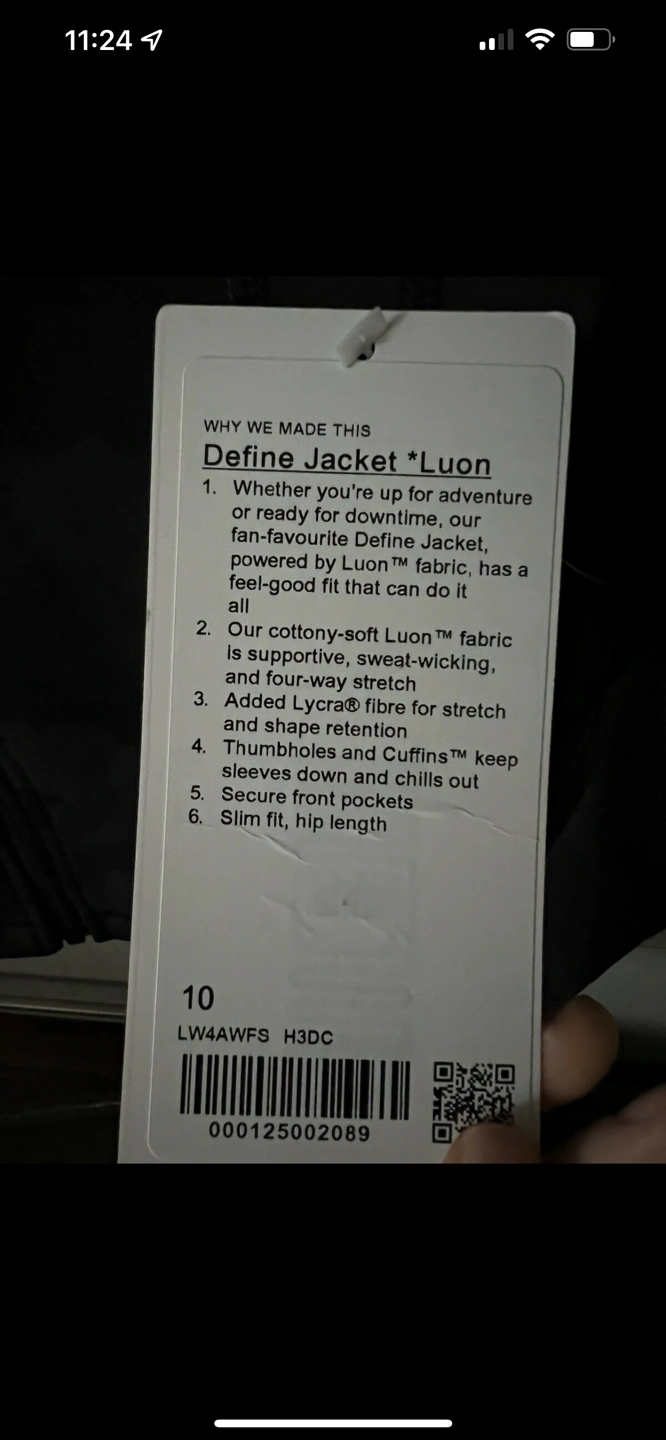 11:24
WHY WE MADE THIS
Define Jacket *Luon
1. Whether you're up for adventure
or ready for downtime, our
fan-favourite Define Jacket,
powered by Luon™ fabric, has a
feel-good fit that can do it
all
2. Our cottony-soft Luon™ fabric
is supportive, sweat-wicking,
and four-way stretch
3. Added Lycra® fibre for stretch
and shape retention
4. Thumbholes and Cuffins™ keep
sleeves down and chills out
5. Secure front pockets
6. Slim fit, hip length
10
LW4AWFS H3DC
000125002089